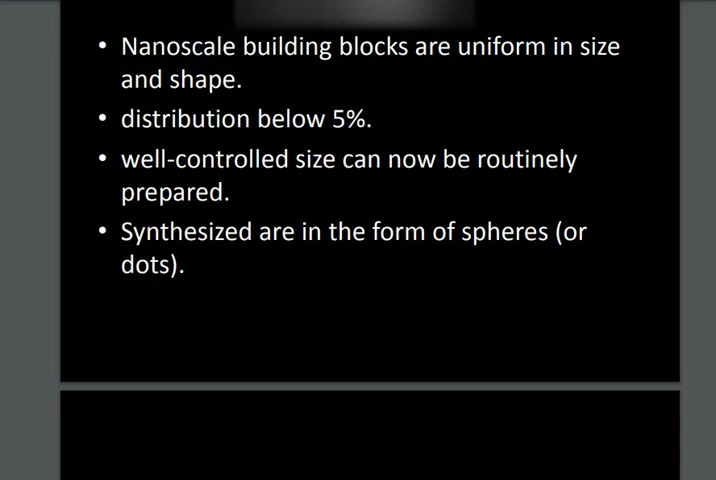 • Nanoscale building blocks are uniform in size
and shape.
• distribution below 5%.
• well-controlled size can now be routinely
prepared.
• Synthesized are in the form of spheres (or
dots).